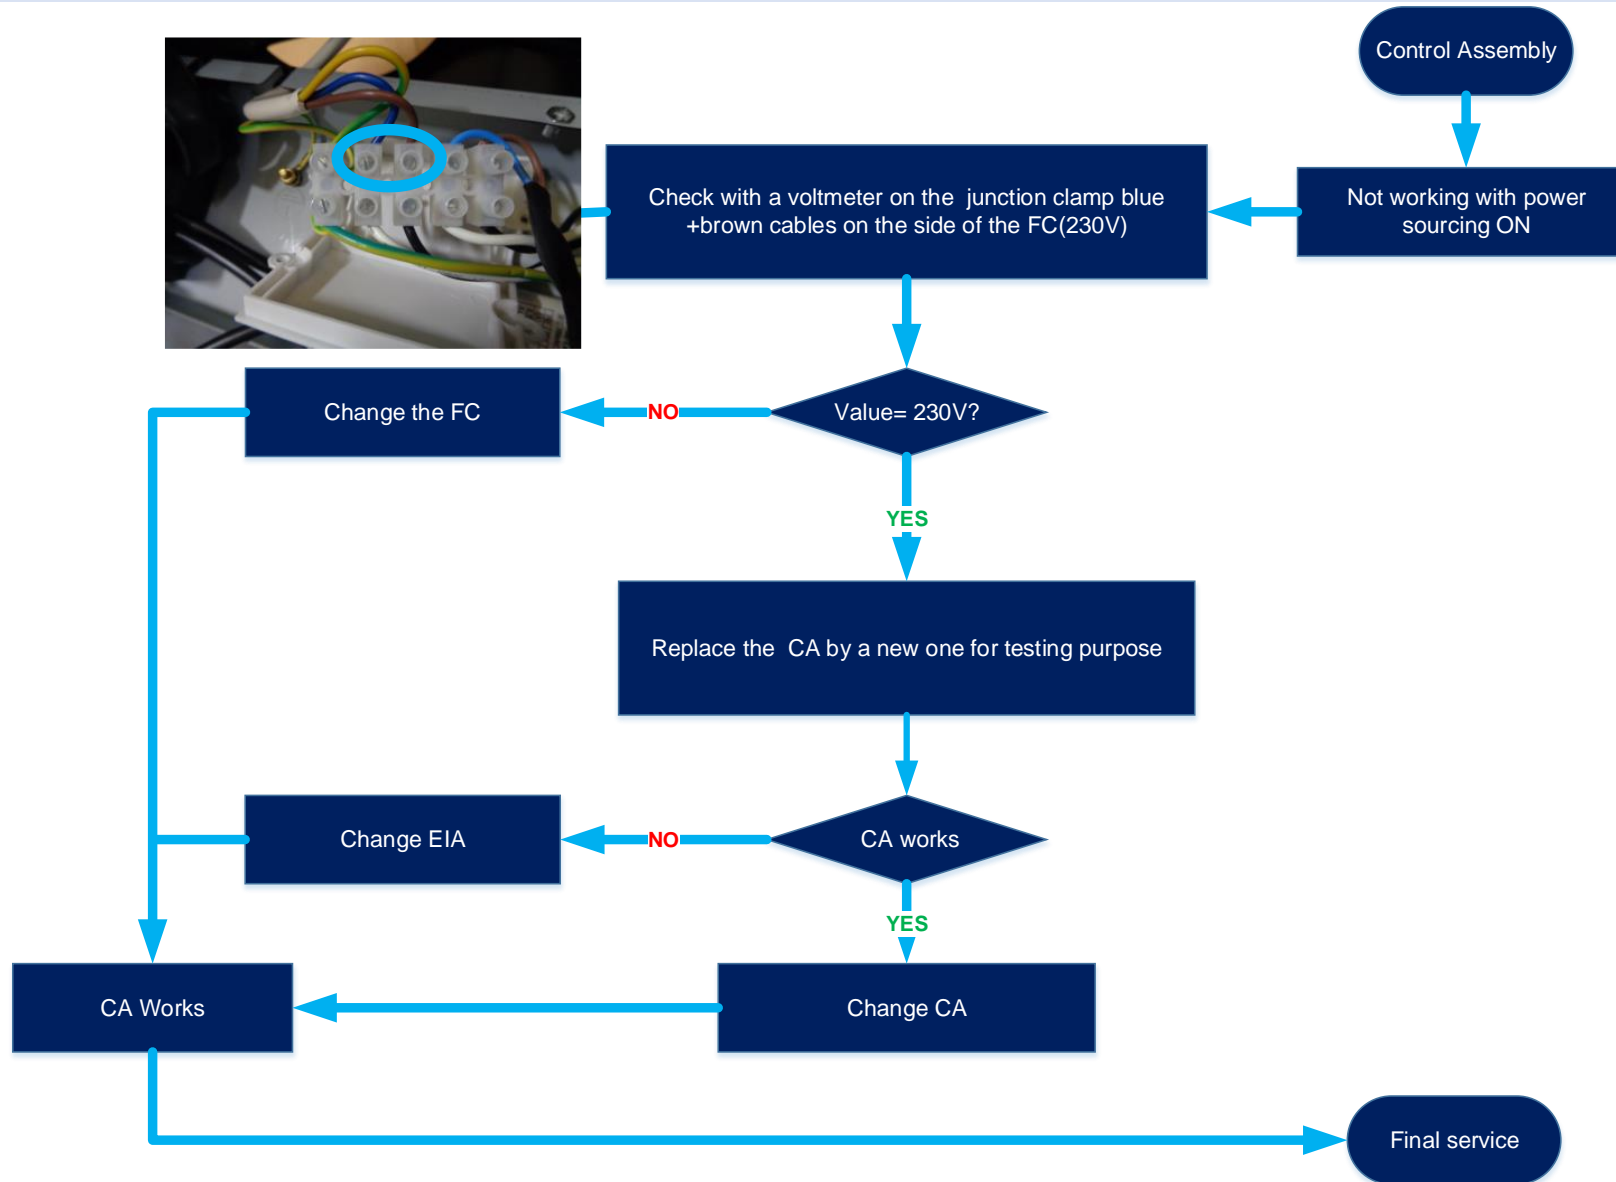 Control Assembly
Not working with power
sourcing ON
Check with a voltmeter on the  junction clamp blue
+brown cables on the side of the FC(230V)
Value= 230V?
NO
Change the FC
YES
Replace the  CA by a new one for testing purpose
CA works
NO
Change EIA
YES
Change CA
CA Works
Final service